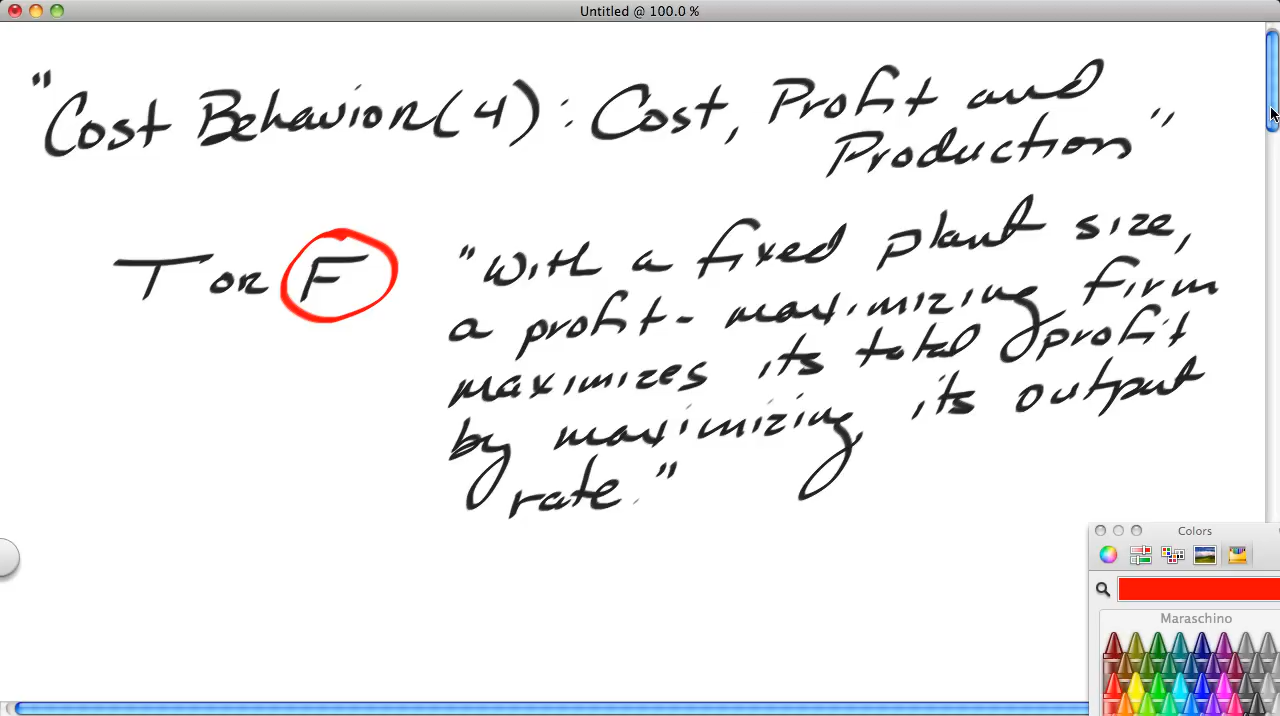 Untitled @ 100.0 %
"Cost Behavior(4): Cost, Profit and
Production"
T or F
"With a fixed plant size,
a profit-maximizing firm
maximizes its total profit
by maximizing its output
rate."
Colors
Maraschino